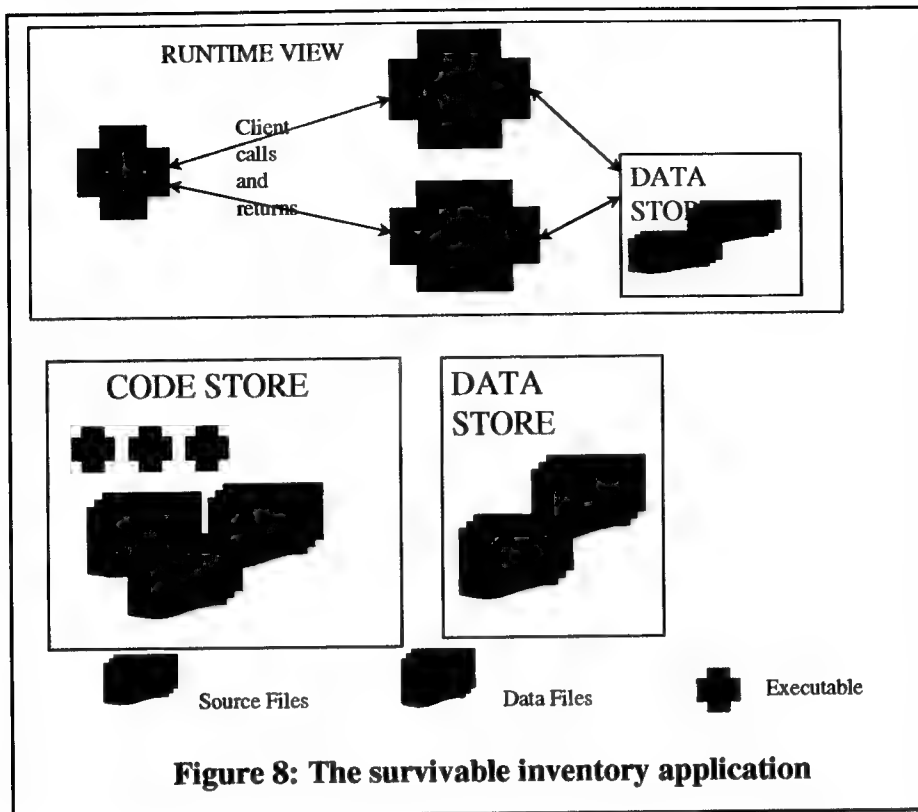 RUNTIME VIEW
Client
calls
and
returns
DATA
CODE STORE
DATA
STORE
Source Files
Data Files
Executable
Figure 8: The survivable inventory application